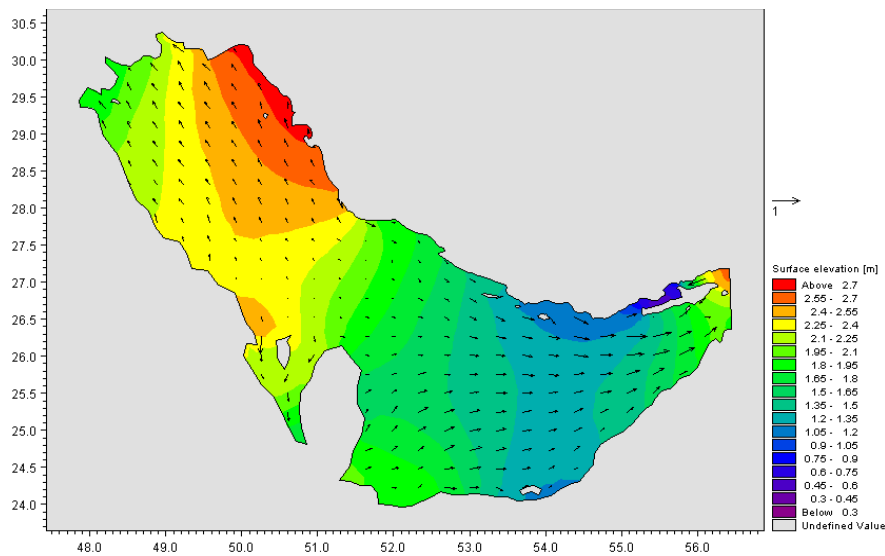 30.5
30.0
29.5
29.0
28.5
28.0
27.5
27.0
26.5
26.0
25.5
25.0
24.5
24.0
48.0 49.0 50.0 51.0 52.0 53.0 54.0 55.0 56.0
1
Surface elevation [m]
Above 2.7
2.55 - 2.7
2.4 - 2.55
2.25 - 2.4
2.1 - 2.25
1.95 - 2.1
1.8 - 1.95
1.65 - 1.8
1.5 - 1.65
1.35 - 1.5
1.2 - 1.35
1.05 - 1.2
0.9 - 1.05
0.75 - 0.9
0.6 - 0.75
0.45 - 0.6
0.3 - 0.45
Below 0.3
Undefined Value